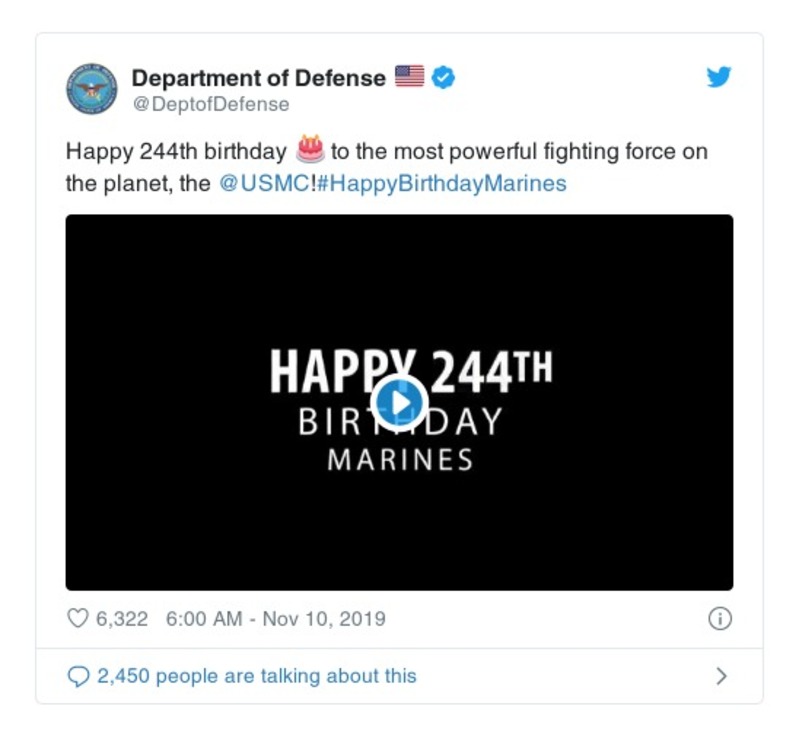 Department of Defense 🇺🇸
@DeptofDefense
Happy 244th birthday 🎂 to the most powerful fighting force on
the planet, the @USMC!#HappyBirthdayMarines
HAPPY 244TH
BIRTHDAY
MARINES
6,322 6:00 AM - Nov 10, 2019
2,450 people are talking about this